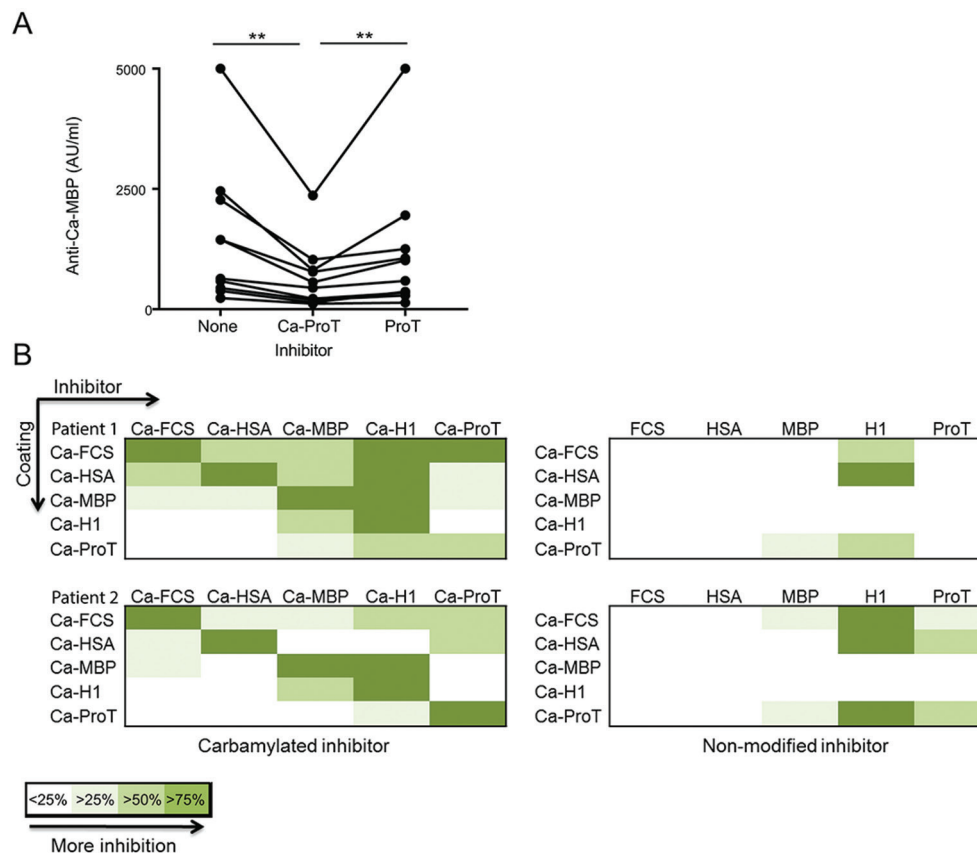 A
** **
5000
2500
0
Anti-Ca-MBP (AU/ml)
None Ca-ProT ProT
Inhibitor
B
Inhibitor
Coating
Patient 1 Ca-FCS Ca-HSA Ca-MBP Ca-H1 Ca-ProT
Ca-FCS
Ca-HSA
Ca-MBP
Ca-H1
Ca-ProT
FCS HSA MBP H1 ProT
Ca-FCS
Ca-HSA
Ca-MBP
Ca-H1
Ca-ProT
Patient 2 Ca-FCS Ca-HSA Ca-MBP Ca-H1 Ca-ProT
Ca-FCS
Ca-HSA
Ca-MBP
Ca-H1
Ca-ProT
Carbamylated inhibitor
FCS HSA MBP H1 ProT
Ca-FCS
Ca-HSA
Ca-MBP
Ca-H1
Ca-ProT
Non-modified inhibitor
<25% >25% >50% >75%
More inhibition